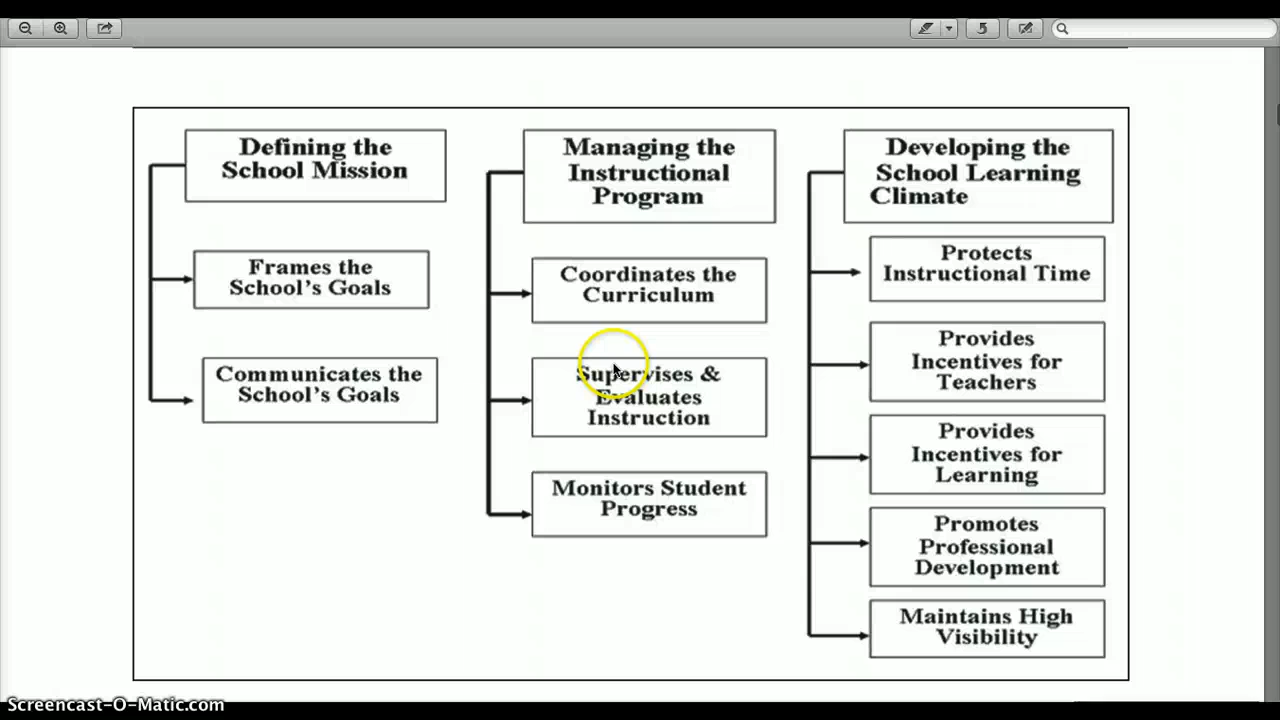 Defining the
School Mission
Frames the
School's Goals
Communicates the
School's Goals
Managing the
Instructional
Program
Coordinates the
Curriculum
Supervises &
Evaluates
Instruction
Monitors Student
Progress
Developing the
School Learning
Climate
Protects
Instructional Time
Provides
Incentives for
Teachers
Provides
Incentives for
Learning
Promotes
Professional
Development
Maintains High
Visibility
Screencast-O-Matic.com